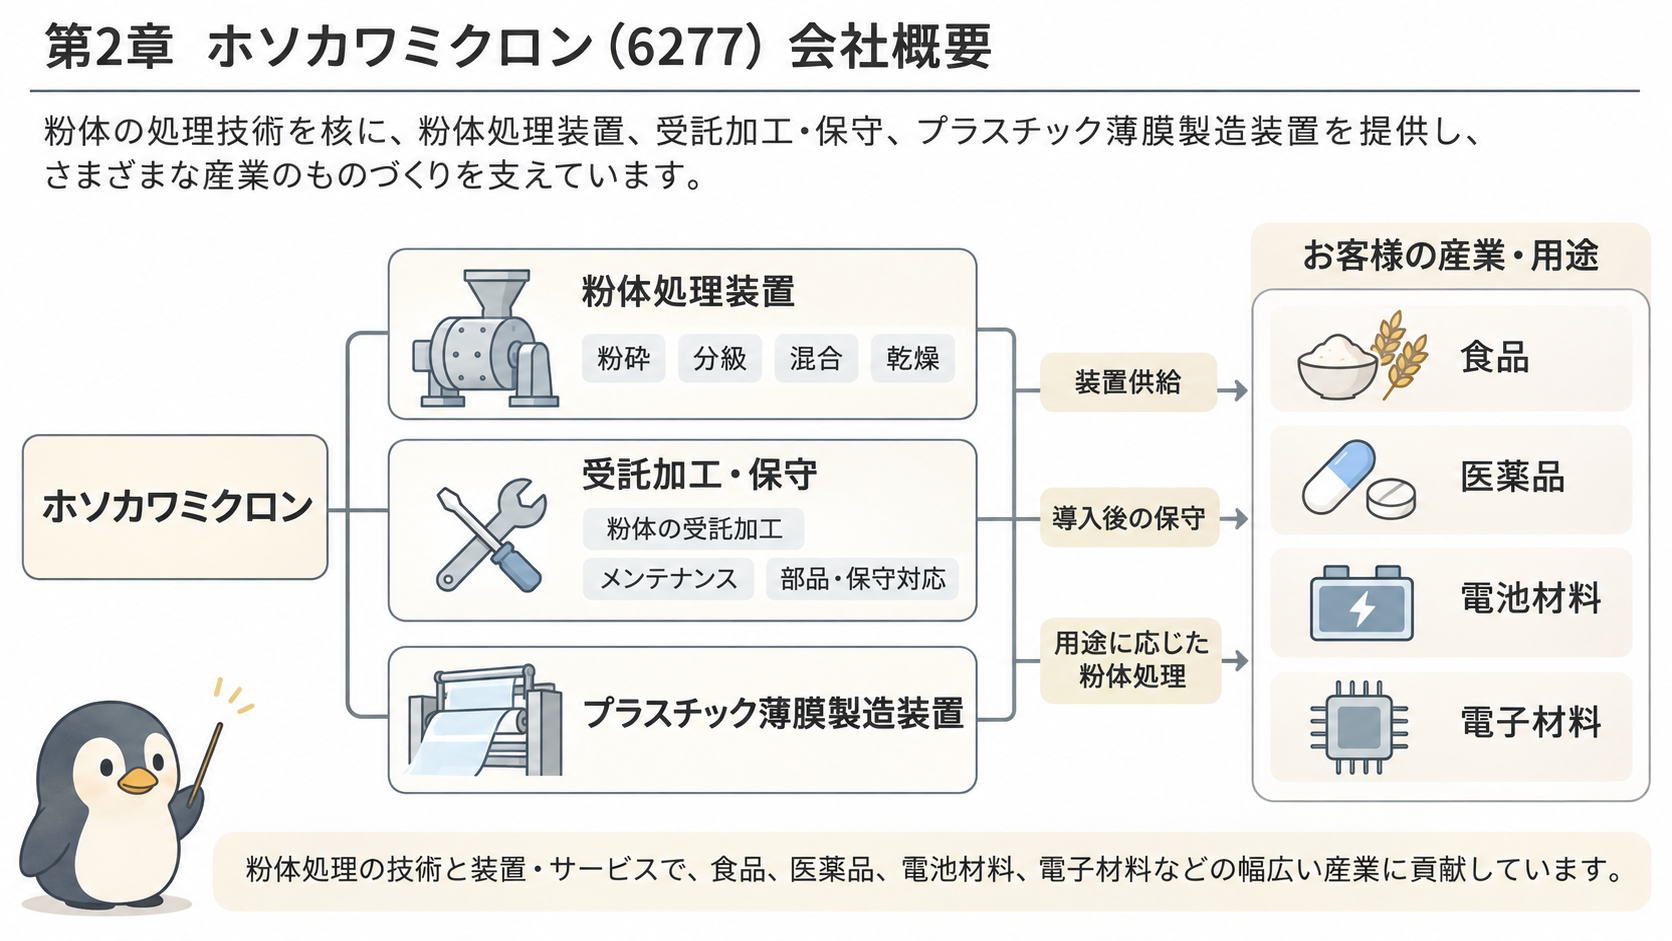 第2章 ホソカワミクロン（6277）会社概要
粉体の処理技術を核に、粉体処理装置、受託加工・保守、プラスチック薄膜製造装置を提供し、
さまざまな産業のものづくりを支えています。
ホソカワミクロン
粉体処理装置
粉砕 分級 混合 乾燥
受託加工・保守
粉体の受託加工
メンテナンス 部品・保守対応
プラスチック薄膜製造装置
装置供給
導入後の保守
用途に応じた
粉体処理
お客様の産業・用途
食品
医薬品
電池材料
電子材料
粉体処理の技術と装置・サービスで、食品、医薬品、電池材料、電子材料などの幅広い産業に貢献しています。